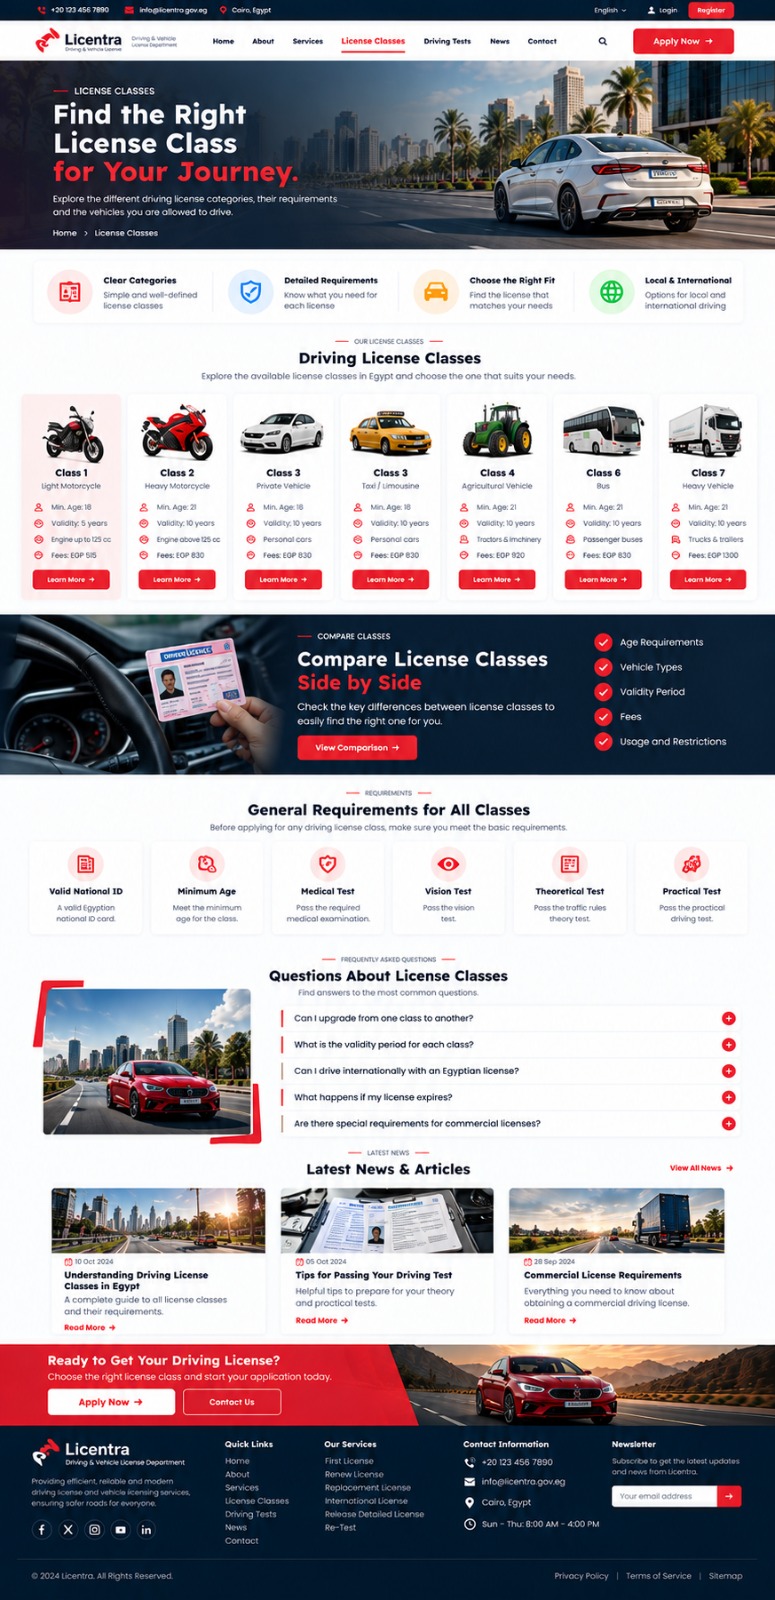 +20 123 456 7890
info@licentra.gov.eg
Cairo, Egypt
English
Login
Register
Licentra
Driving & Vehicle License
Driving & Vehicle
License Department
Home
About
Services
License Classes
Driving Tests
News
Contact
Apply Now →
LICENSE CLASSES
Find the Right
License Class
for Your Journey.
Explore the different driving license categories, their requirements
and the vehicles you are allowed to drive.
Home > License Classes
Clear Categories
Simple and well-defined
license classes
Detailed Requirements
Know what you need for
each license
Choose the Right Fit
Find the license that
matches your needs
Local & International
Options for local and
international driving
OUR LICENSE CLASSES
Driving License Classes
Explore the available license classes in Egypt and choose the one that suits your needs.
Class 1
Light Motorcycle
Min. Age: 18
Validity: 5 years
Engine up to 125 cc
Fees: EGP 515
Learn More →
Class 2
Heavy Motorcycle
Min. Age: 21
Validity: 10 years
Engine above 125 cc
Fees: EGP 830
Learn More →
Class 3
Private Vehicle
Min. Age: 18
Validity: 10 years
Personal cars
Fees: EGP 830
Learn More →
Class 3
Taxi / Limousine
Min. Age: 18
Validity: 10 years
Personal cars
Fees: EGP 830
Learn More →
Class 4
Agricultural Vehicle
Min. Age: 21
Validity: 10 years
Tractors & imchinery
Fees: EGP 920
Learn More →
Class 6
Bus
Min. Age: 21
Validity: 10 years
Passenger buses
Fees: EGP 830
Learn More →
Class 7
Heavy Vehicle
Min. Age: 21
Validity: 10 years
Trucks & trailers
Fees: EGP 1300
Learn More →
COMPARE CLASSES
Compare License Classes
Side by Side
Check the key differences between license classes to
easily find the right one for you.
View Comparison →
Age Requirements
Vehicle Types
Validity Period
Fees
Usage and Restrictions
REQUIREMENTS
General Requirements for All Classes
Before applying for any driving license class, make sure you meet the basic requirements.
Valid National ID
A valid Egyptian
national ID card.
Minimum Age
Meet the minimum
age for the class.
Medical Test
Pass the required
medical examination.
Vision Test
Pass the vision
test.
Theoretical Test
Pass the traffic rules
theory test.
Practical Test
Pass the practical
driving test.
FREQUENTLY ASKED QUESTIONS
Questions About License Classes
Find answers to the most common questions.
Can I upgrade from one class to another?
What is the validity period for each class?
Can I drive internationally with an Egyptian license?
What happens if my license expires?
Are there special requirements for commercial licenses?
LATEST NEWS
Latest News & Articles
View All News →
10 Oct 2024
Understanding Driving License
Classes in Egypt
A complete guide to all license classes
and their requirements.
Read More →
05 Oct 2024
Tips for Passing Your Driving Test
Helpful tips to prepare for your theory
and practical tests.
Read More →
28 Sep 2024
Commercial License Requirements
Everything you need to know about
obtaining a commercial driving license.
Read More →
Ready to Get Your Driving License?
Choose the right license class and start your application today.
Apply Now →
Contact Us
Licentra
Driving & Vehicle License Department
Providing efficient, reliable and modern
driving license and vehicle licensing services,
ensuring safer roads for everyone.
Quick Links
Home
About
Services
License Classes
Driving Tests
News
Contact
Our Services
First License
Renew License
Replacement License
International License
Release Detailed License
Re-Test
Contact Information
+20 123 456 7890
info@licentra.gov.eg
Cairo, Egypt
Sun - Thu: 8:00 AM - 4:00 PM
Newsletter
Subscribe to get the latest updates
and news from Licentra.
Your email address
© 2024 Licentra. All Rights Reserved.
Privacy Policy | Terms of Service | Sitemap